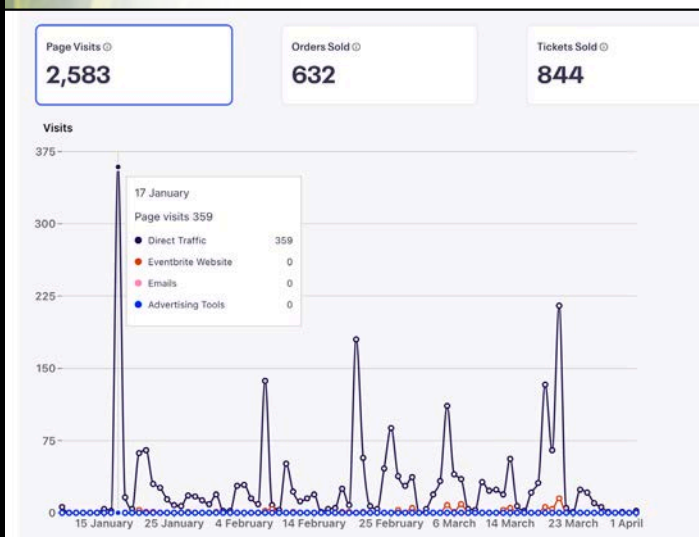 Page Visits
Orders Sold
Tickets Sold
2,583
632
844
Visits
375
17 January
Page visits 359
300
Direct Traffic 359
Eventbrite Website 0
Emails 0
225
Advertising Tools 0
150
75
0
15 January 25 January 4 February 14 February 25 February 6 March 14 March 23 March 1 April